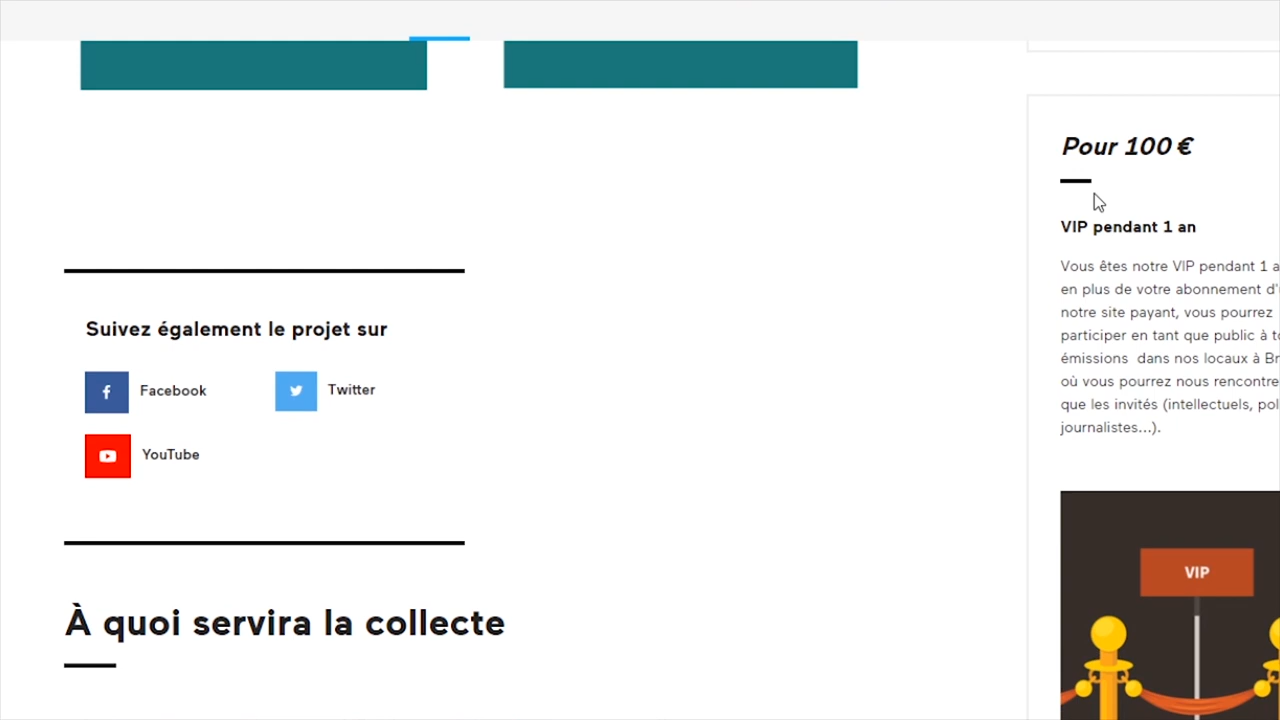 Suivez également le projet sur
Facebook
Twitter
YouTube
À quoi servira la collecte
Pour 100 €
VIP pendant 1 an
Vous êtes notre VIP pendant 1
en plus de votre abonnement
notre site payant, vous pourrez
participer en tant que public à
émissions dans nos locaux à
où vous pourrez nous
que les invités (intellectuels,
journalistes...).
VIP